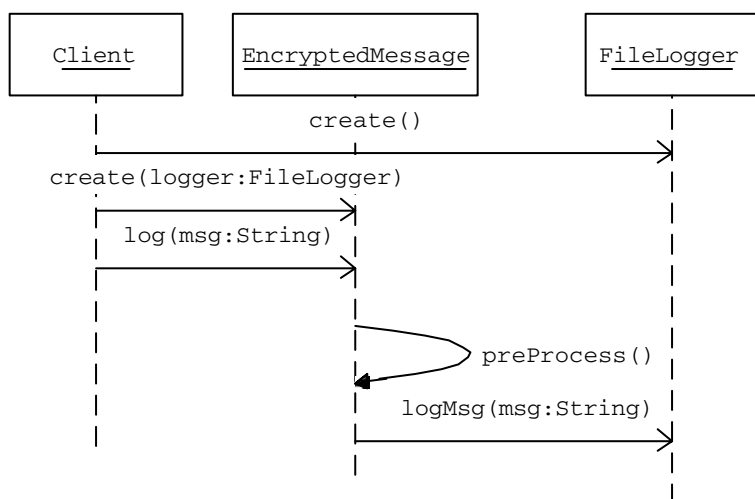 Client EncryptedMessage FileLogger
create()
create(logger:FileLogger)
log(msg:String)
preProcess()
logMsg(msg:String)